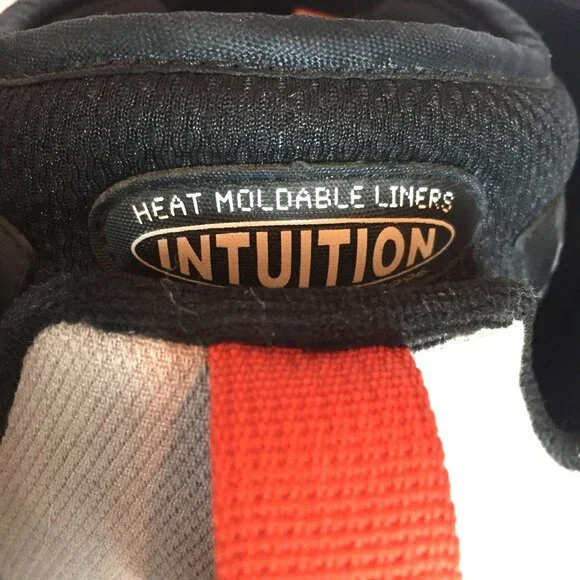 HEAT MOLDABLE LINERS
INTUITION